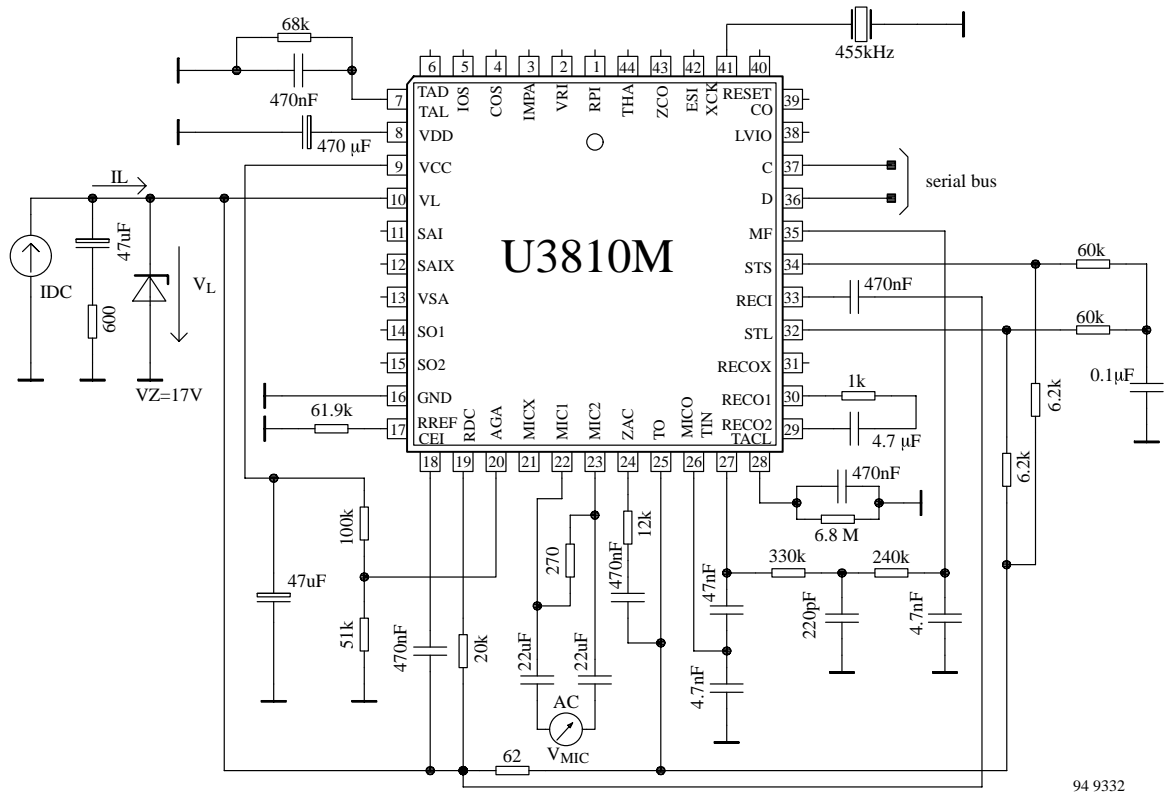 68k
470nF
470 µF
455kHz
6
5
4
3
2
1
44
43
42
41
40
TAD
TAL
IOS
COS
IMPA
VRI
RPI
THA
ZCO
ESI
XCK
RESET
CO
7
39
8
VDD
LVIO
38
9
VCC
C
37
serial bus
IL
10
VL
D
36
11
SAI
MF
35
47uF
U3810M
12
SAIX
STS
34
60k
IDC
VL
13
VSA
RECI
33
470nF
600
14
SO1
STL
32
60k
15
SO2
RECOX
31
VZ=17V
0.1µF
16
GND
RECO1
30
1k
6.2k
61.9k
17
RREF
CEI
RDC
AGA
MICX
MIC1
MIC2
ZAC
TO
MICO
TIN
RECO2
TACL
29
4.7 µF
18
19
20
21
22
23
24
25
26
27
28
470nF
6.2k
100k
12k
6.8 M
270
470nF
330k
240k
47uF
47nF
51k
470nF
20k
22uF
22uF
220pF
4.7nF
4.7nF
AC
VMIC
62
94 9332